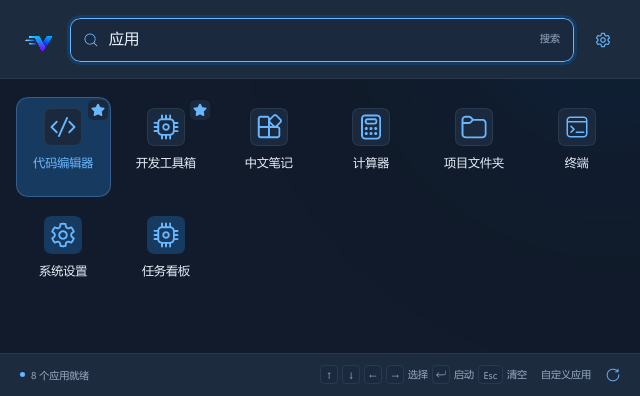 应用 搜索
代码编辑器 开发工具箱 中文笔记 计算器 项目文件夹 终端
系统设置 任务看板
8 个应用就绪 ↑ ↓ ← → 选择 ↵ 启动 Esc 清空 自定义应用